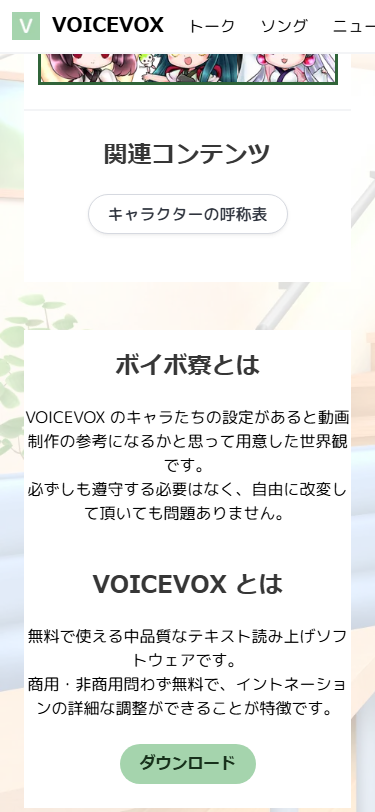 V VOICEVOX トーク ソング ニュー
関連コンテンツ
キャラクターの呼称表
ボイボ寮とは
VOICEVOX のキャラたちの設定があると動画
制作の参考になるかと思って用意した世界観
です。
必ずしも遵守する必要はなく、自由に改変し
て頂いても問題ありません。
VOICEVOX とは
無料で使える中品質なテキスト読み上げソフ
トウェアです。
商用・非商用問わず無料で、イントネーショ
ンの詳細な調整ができることが特徴です。
ダウンロード